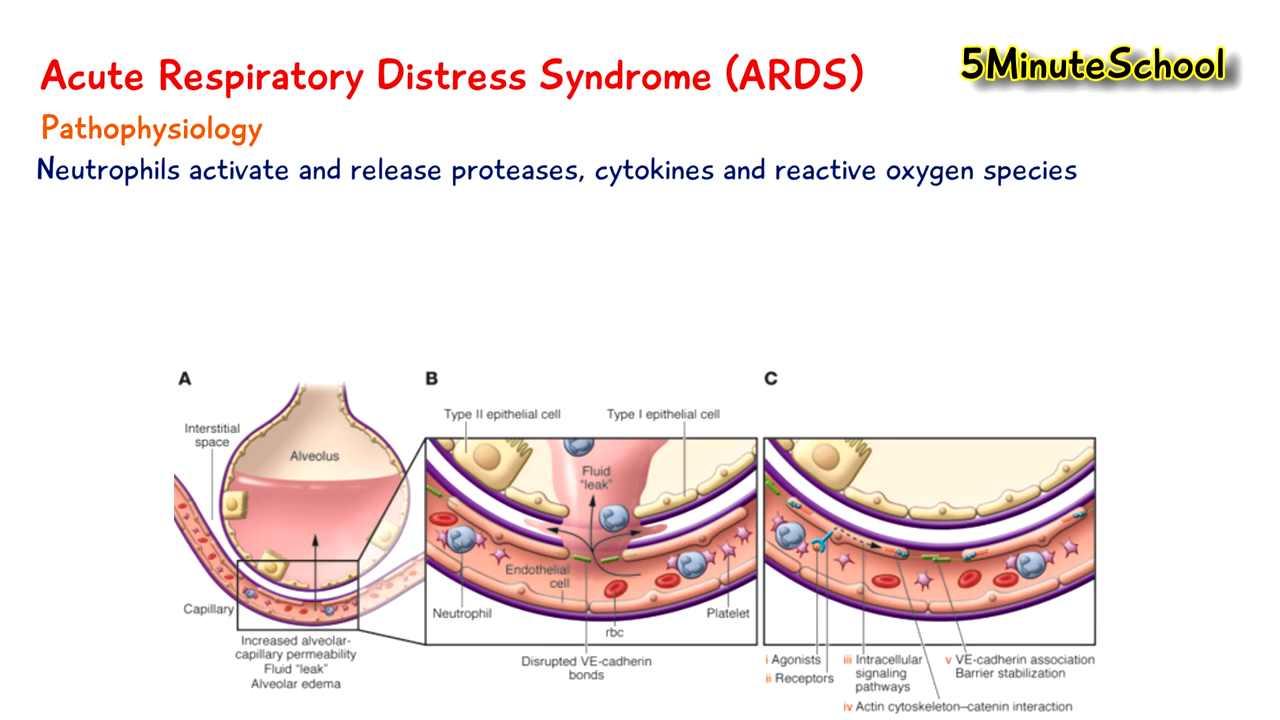 Acute Respiratory Distress Syndrome (ARDS)
5MinuteSchool
Pathophysiology
Neutrophils activate and release proteases, cytokines and reactive oxygen species
A
Interstitial
space
Alveolus
Capillary
Increased alveolar-
capillary permeability
Fluid "leak"
Alveolar edema
B
Type II epithelial cell
Type I epithelial cell
Fluid
"leak"
Endothelial
cell
Neutrophil
rbc
Platelet
Disrupted VE-cadherin
bonds
C
i Agonists
ii Receptors
iii Intracellular
signaling
pathways
iv Actin cytoskeleton–catenin interaction
v VE-cadherin association
Barrier stabilization